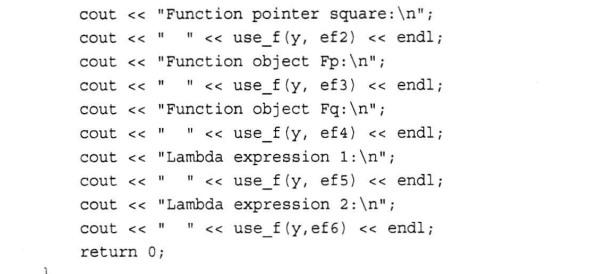 cout << "Function pointer square:\n";
cout << "  " << use_f(y, ef2) << endl;
cout << "Function object Fp:\n";
cout << "  " << use_f(y, ef3) << endl;
cout << "Function object Fq:\n";
cout << "  " << use_f(y, ef4) << endl;
cout << "Lambda expression 1:\n";
cout << "  " << use_f(y, ef5) << endl;
cout << "Lambda expression 2:\n";
cout << "  " << use_f(y,ef6) << endl;
return 0;
}